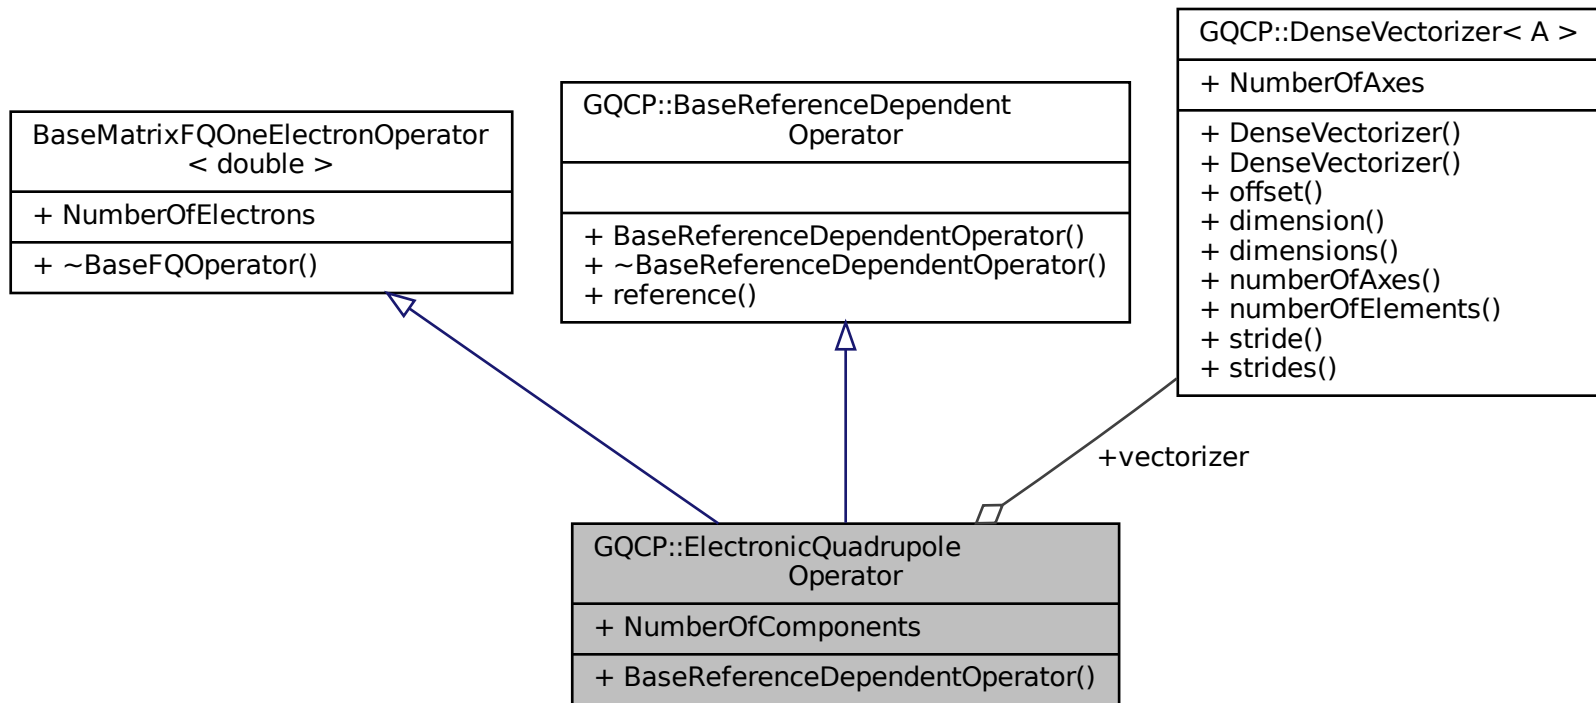 BaseMatrixFQOneElectronOperator
< double >
+ NumberOfElectrons
+ ~BaseFQOperator()
GQCP::BaseReferenceDependent
Operator
+ BaseReferenceDependentOperator()
+ ~BaseReferenceDependentOperator()
+ reference()
GQCP::DenseVectorizer< A >
+ NumberOfAxes
+ DenseVectorizer()
+ DenseVectorizer()
+ offset()
+ dimension()
+ dimensions()
+ numberOfAxes()
+ numberOfElements()
+ stride()
+ strides()
+vectorizer
GQCP::ElectronicQuadrupole
Operator
+ NumberOfComponents
+ BaseReferenceDependentOperator()